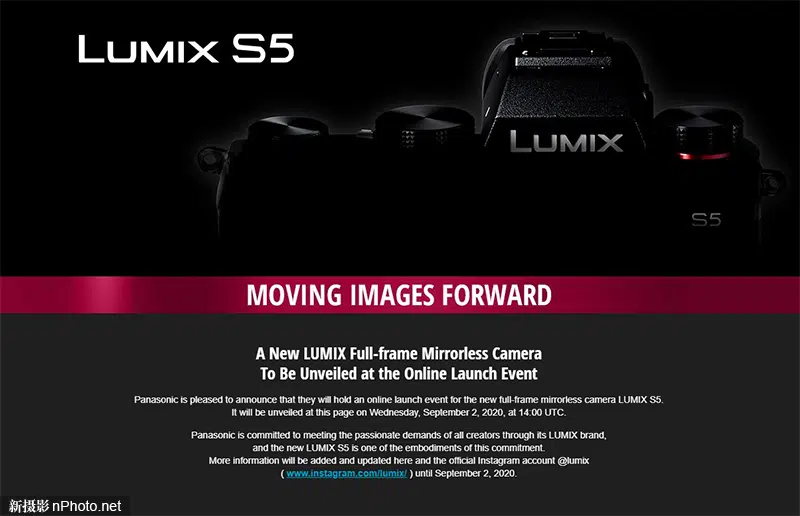 LUMIX S5
LUMIX
S5
MOVING IMAGES FORWARD
A New LUMIX Full-frame Mirrorless Camera
To Be Unveiled at the Online Launch Event
Panasonic is pleased to announce that they will hold an online launch event for the new full-frame mirrorless camera LUMIX S5.
It will be unveiled at this page on Wednesday, September 2, 2020, at 14:00 UTC.
Panasonic is committed to meeting the passionate demands of all creators through its LUMIX brand,
and the new LUMIX S5 is one of the embodiments of this commitment.
More information will be added and updated here and the official Instagram account @lumix
( www.instagram.com/lumix/ ) until September 2, 2020.
新摄影 nPhoto.net